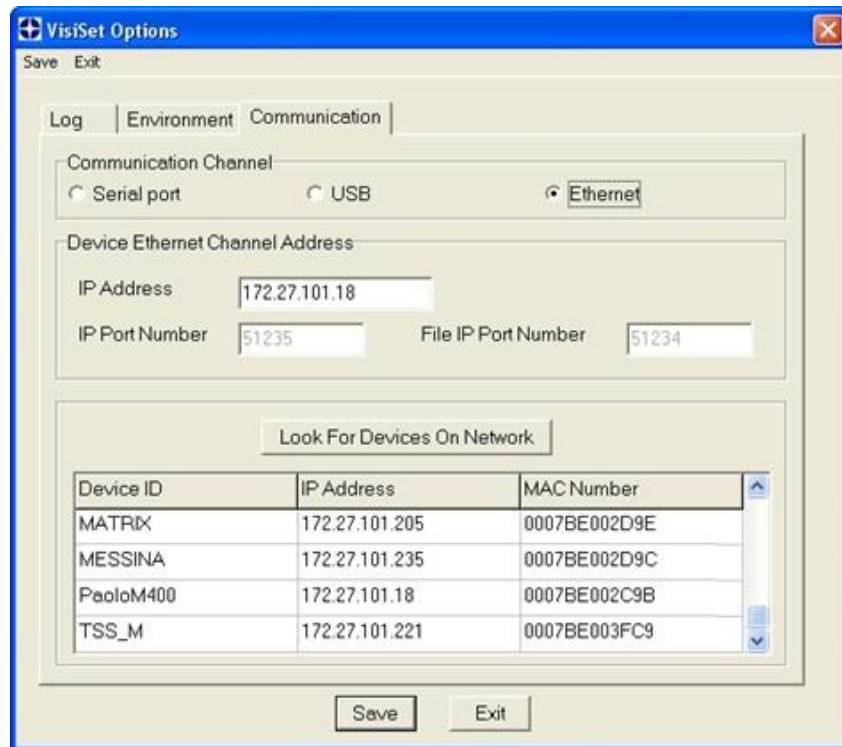 VisiSet Options
Save Exit
Log Environment Communication
Communication Channel
Serial port USB Ethernet
Device Ethernet Channel Address
IP Address 172.27.101.18
IP Port Number 51235 File IP Port Number 51234
Look For Devices On Network
Device ID IP Address MAC Number
MATRIX 172.27.101.205 0007BE002D9E
MESSINA 172.27.101.235 0007BE002D9C
PaoloM400 172.27.101.18 0007BE002C9B
TSS_M 172.27.101.221 0007BE003FC9
Save Exit